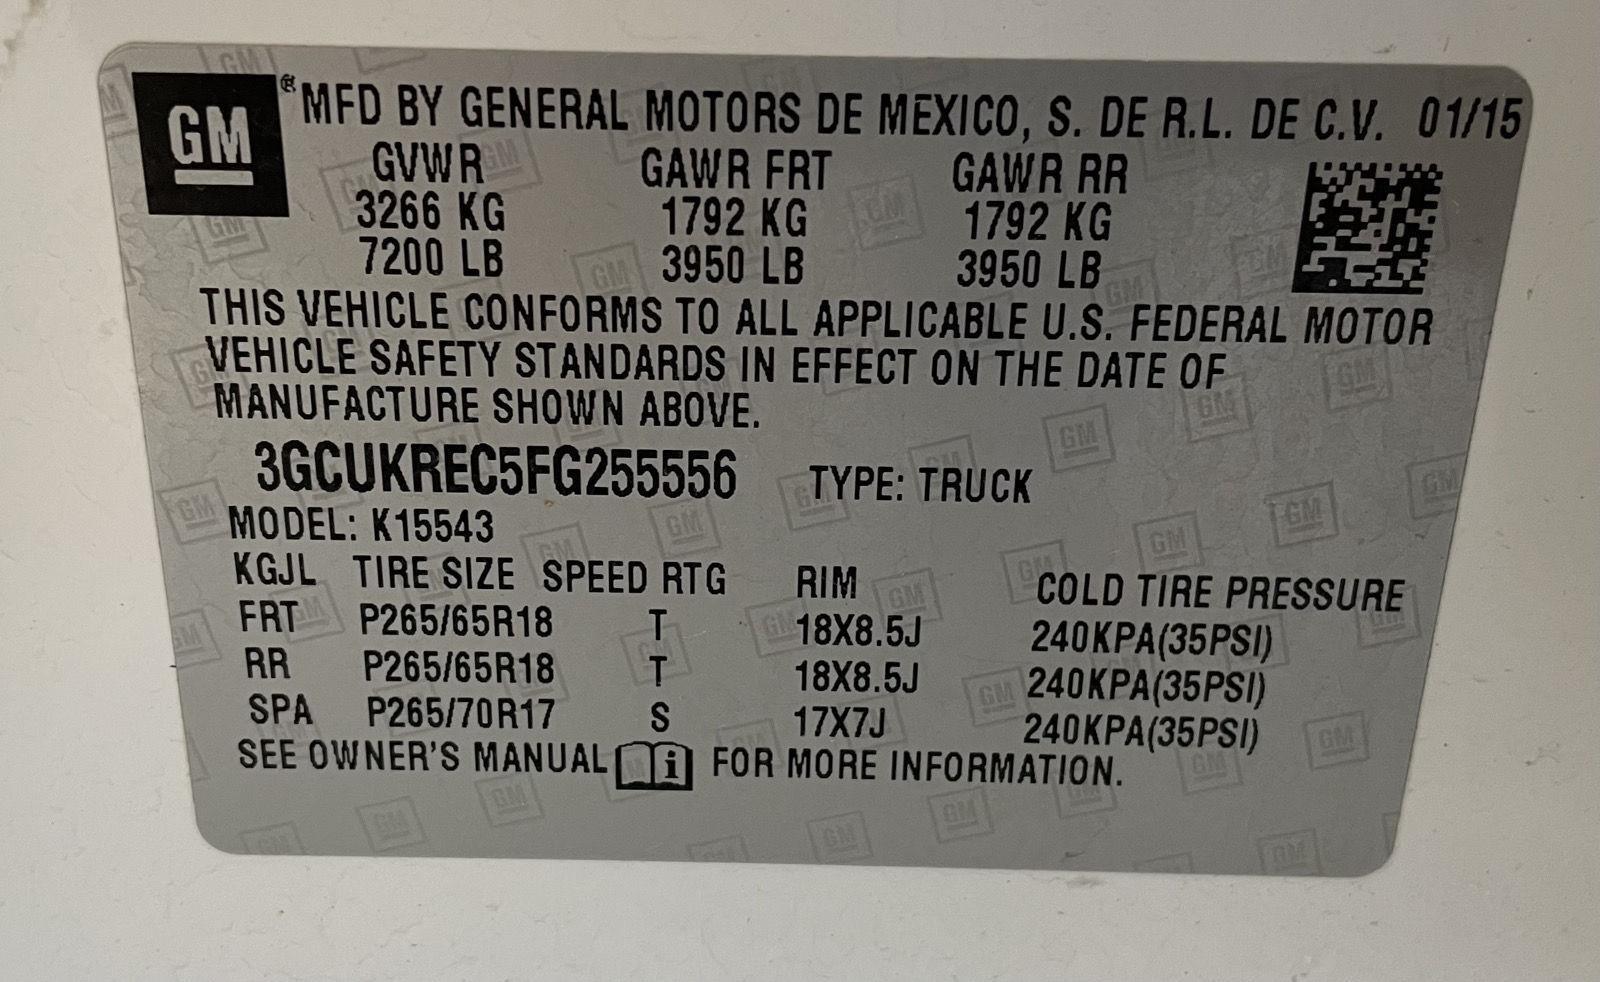 GM ® MFD BY GENERAL MOTORS DE MEXICO, S. DE R.L. DE C.V. 01/15
GVWR GAWR FRT GAWR RR
3266 KG 1792 KG 1792 KG
7200 LB 3950 LB 3950 LB
THIS VEHICLE CONFORMS TO ALL APPLICABLE U.S. FEDERAL MOTOR
VEHICLE SAFETY STANDARDS IN EFFECT ON THE DATE OF
MANUFACTURE SHOWN ABOVE.
3GCUKREC5FG255556 TYPE: TRUCK
MODEL: K15543
KGJL TIRE SIZE SPEED RTG RIM COLD TIRE PRESSURE
FRT P265/65R18 T 18X8.5J 240KPA(35PSI)
RR P265/65R18 T 18X8.5J 240KPA(35PSI)
SPA P265/70R17 S 17X7J 240KPA(35PSI)
SEE OWNER'S MANUAL i FOR MORE INFORMATION.